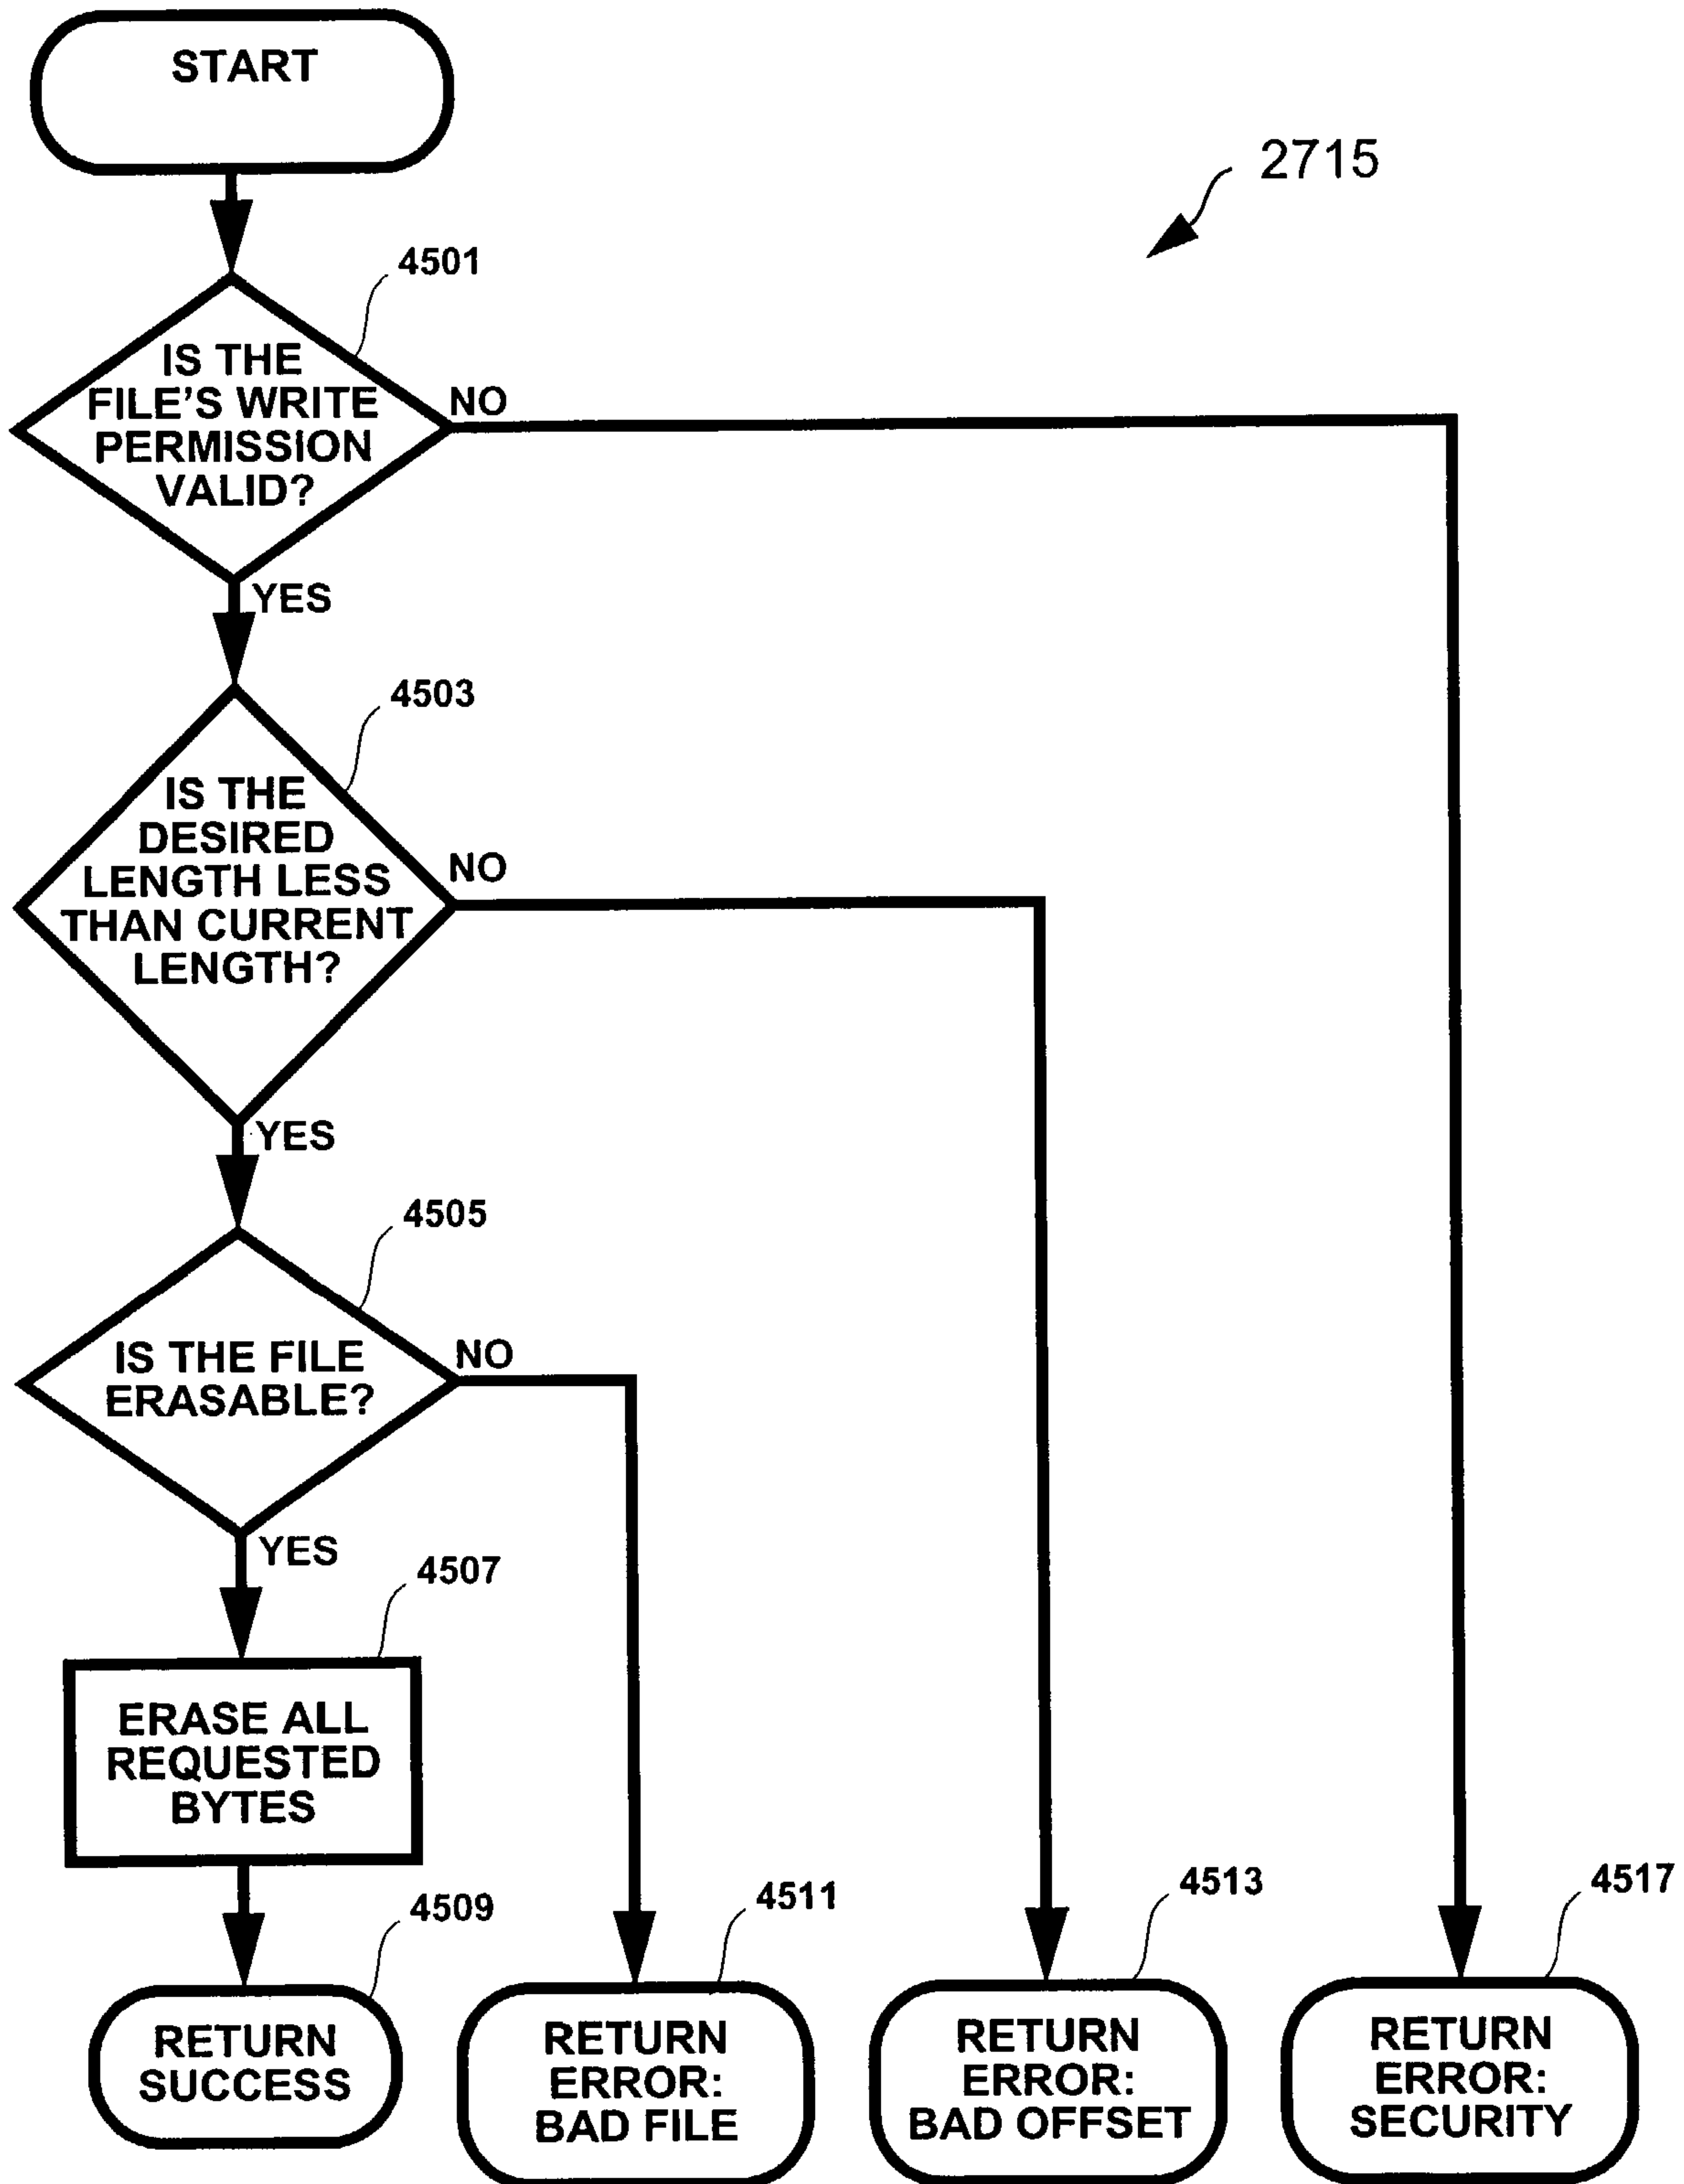 START
2715
4501
IS THE
FILE'S WRITE
PERMISSION
VALID?
NO
YES
4503
IS THE
DESIRED
LENGTH LESS
THAN CURRENT
LENGTH?
NO
YES
4505
IS THE FILE
ERASABLE?
NO
YES
4507
ERASE ALL
REQUESTED
BYTES
4509
RETURN
SUCCESS
4511
RETURN
ERROR:
BAD FILE
4513
RETURN
ERROR:
BAD OFFSET
4517
RETURN
ERROR:
SECURITY